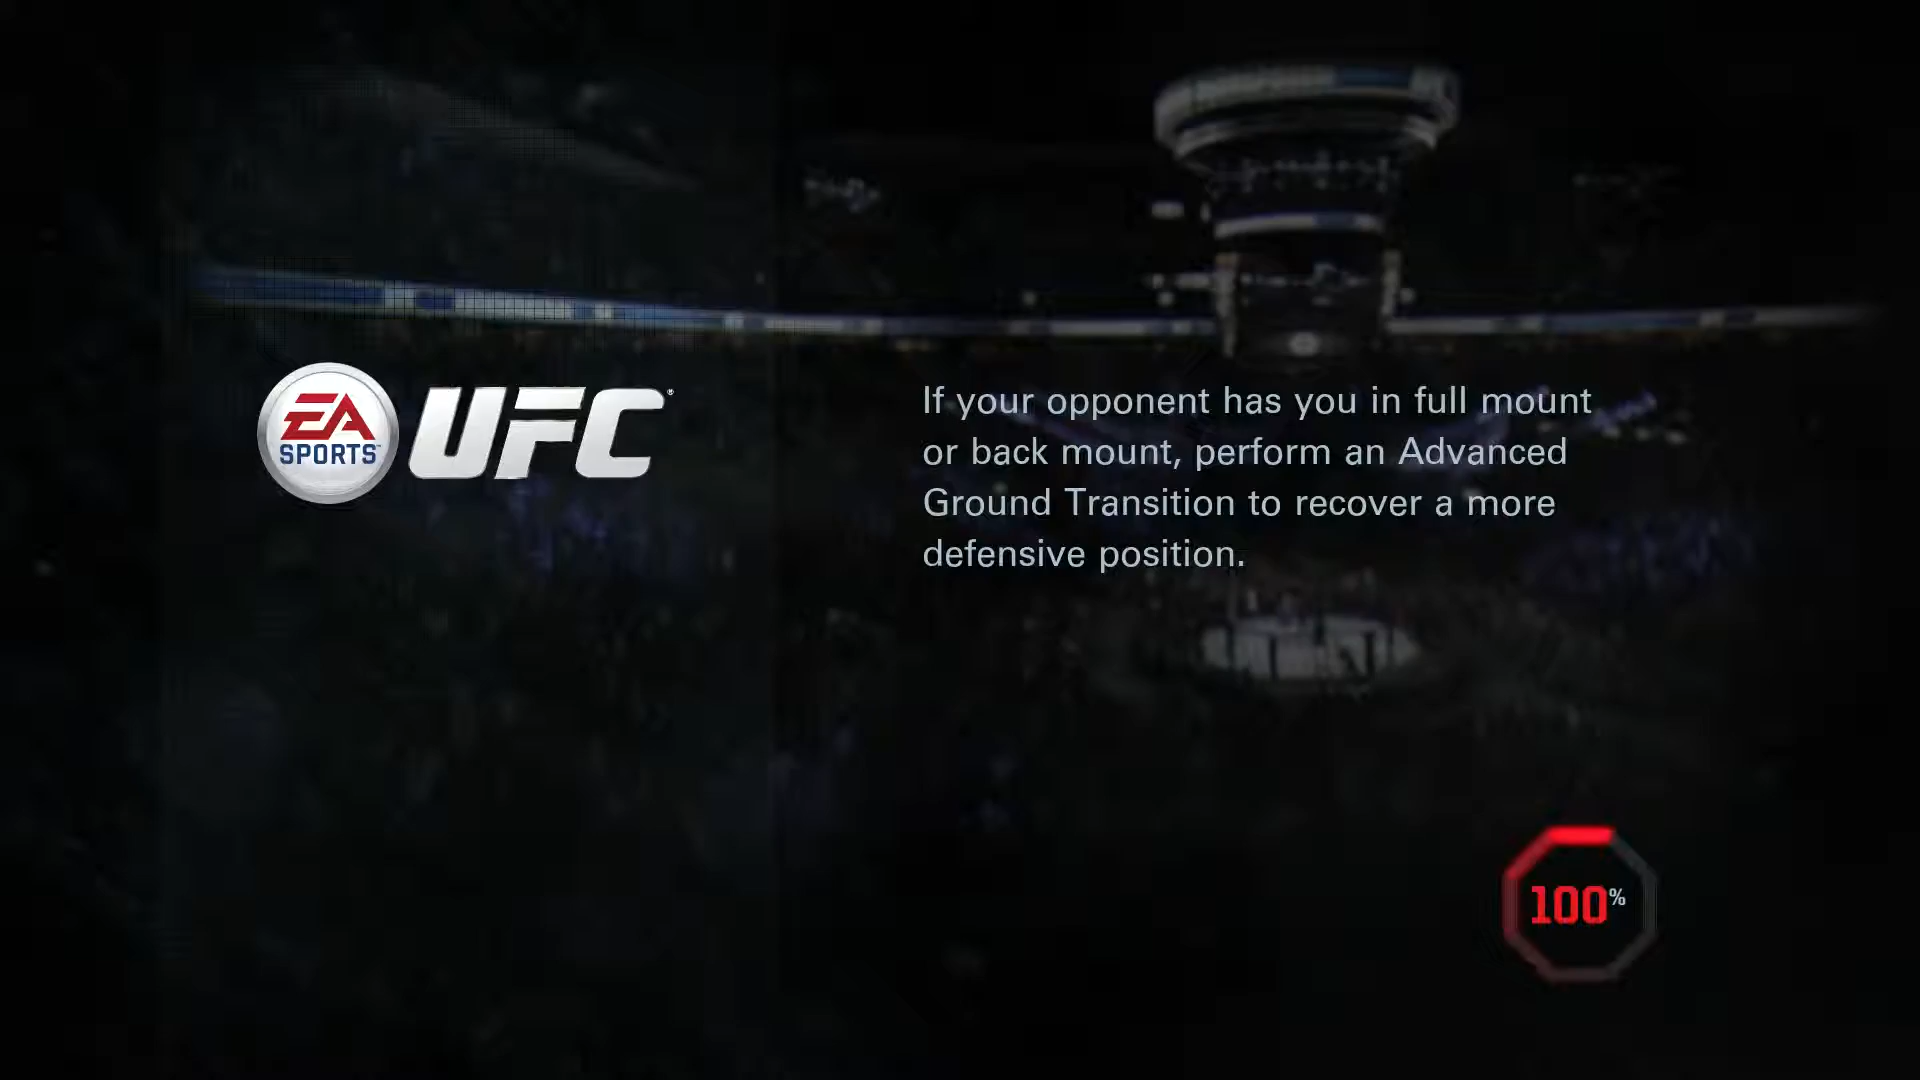 EA
SPORTS™
UFC®
If your opponent has you in full mount
or back mount, perform an Advanced
Ground Transition to recover a more
defensive position.
100%